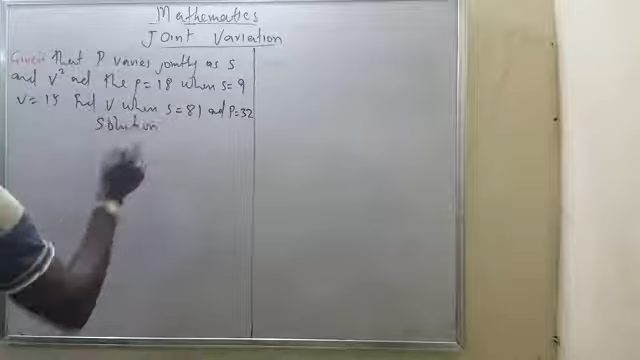 Mathematics
Joint Variation
Given that P varies jointly as s
and v² and the p = 18 when s = 9
v = 15 find v when s = 81 and P = 32
Solution